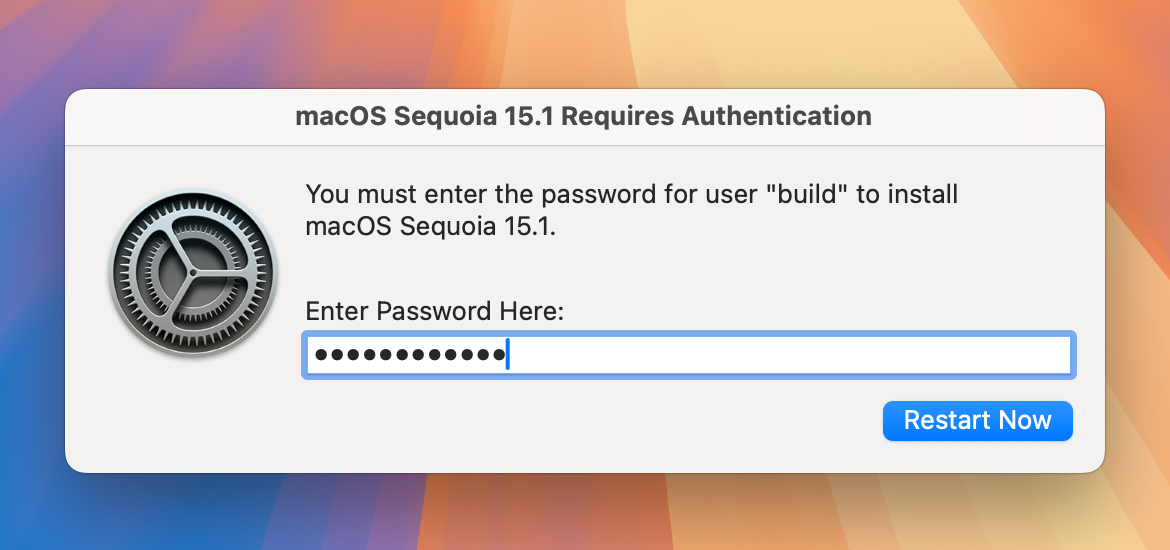 macOS Sequoia 15.1 Requires Authentication
You must enter the password for user "build" to install
macOS Sequoia 15.1.
Enter Password Here:
••••••••••••
Restart Now